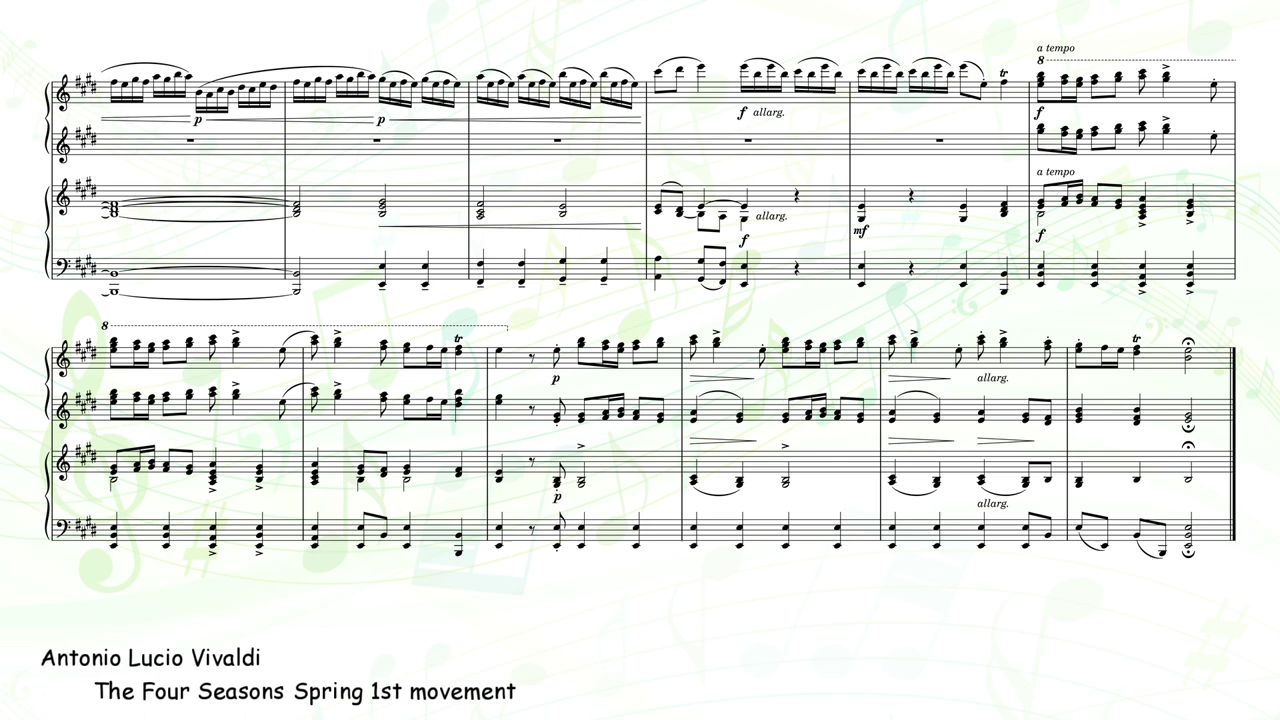 a tempo
8
p
p
f allarg.
f
a tempo
allarg.
f
mf
f
8
tr
tr
tr
tr
p
allarg.
p
allarg.
Antonio Lucio Vivaldi
The Four Seasons Spring 1st movement